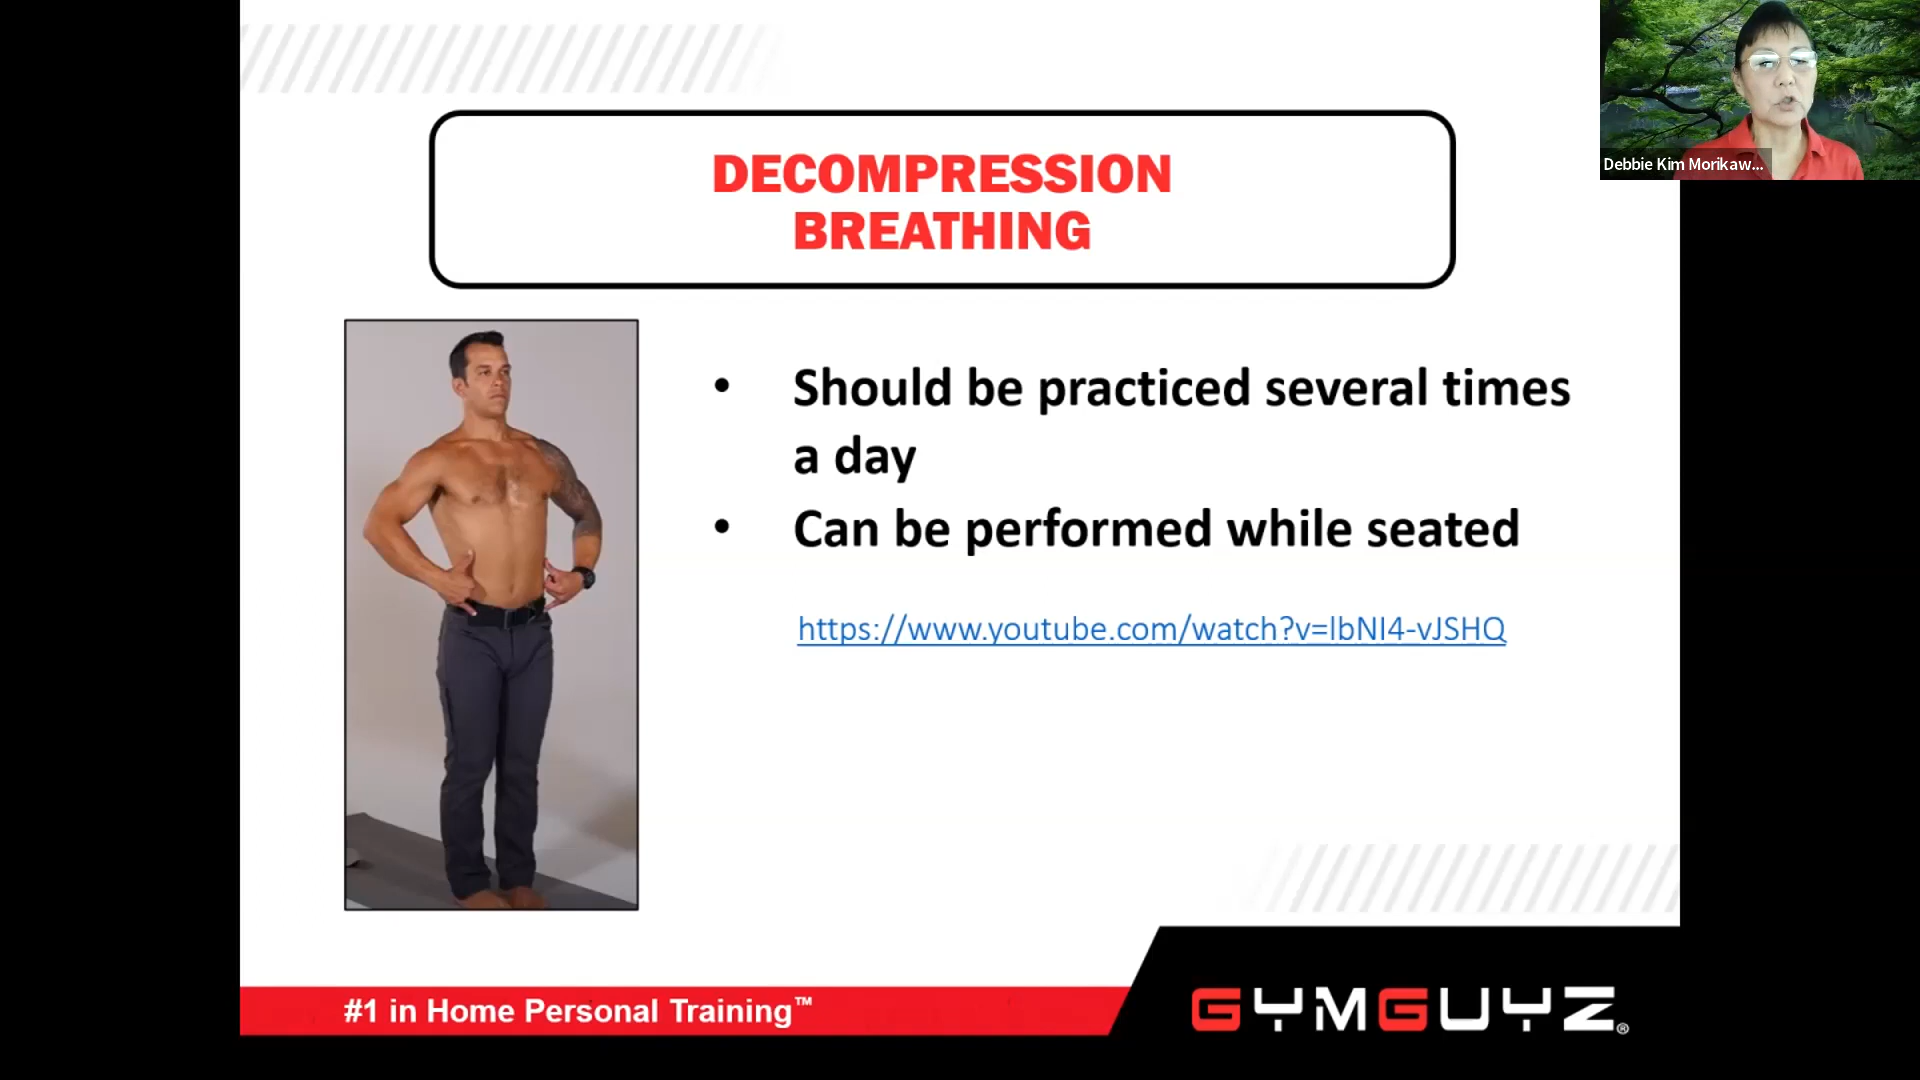 Debbie Kim Morikaw...
DECOMPRESSION
BREATHING
• Should be practiced several times
a day
• Can be performed while seated
https://www.youtube.com/watch?v=lbNI4-vJSHQ
#1 in Home Personal Training™
GYMGUYZ®